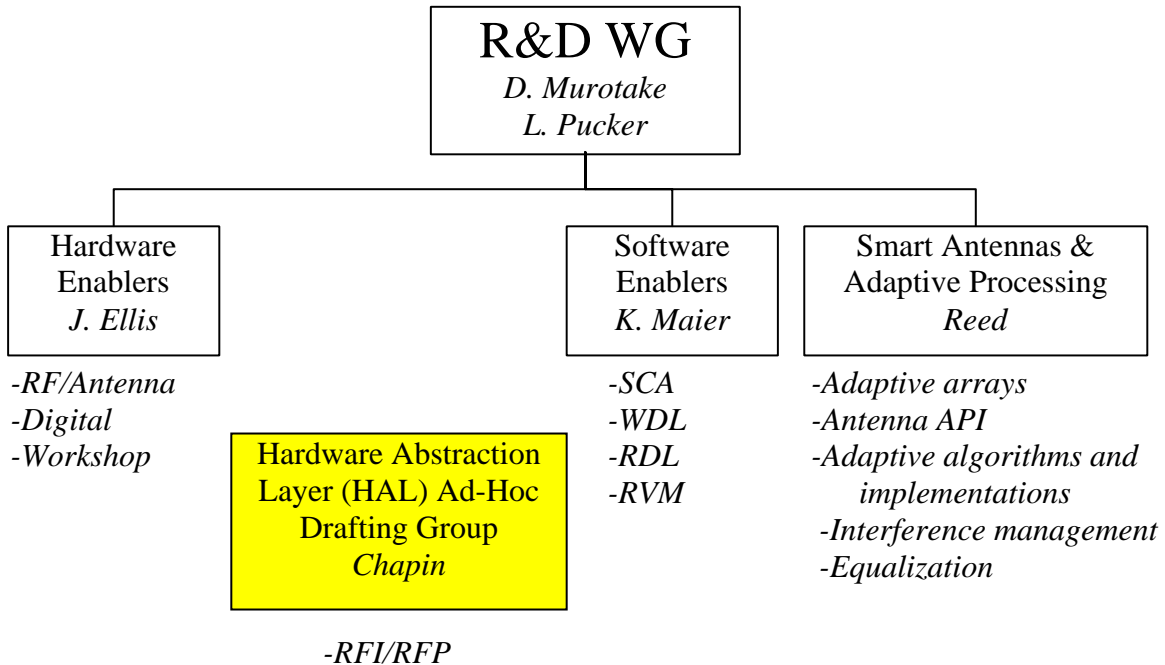 R&D WG
D. Murotake
L. Pucker
Hardware
Enablers
J. Ellis
-RF/Antenna
-Digital
-Workshop
Hardware Abstraction
Layer (HAL) Ad-Hoc
Drafting Group
Chapin
-RFI/RFP
Software
Enablers
K. Maier
-SCA
-WDL
-RDL
-RVM
Smart Antennas &
Adaptive Processing
Reed
-Adaptive arrays
-Antenna API
-Adaptive algorithms and
implementations
-Interference management
-Equalization